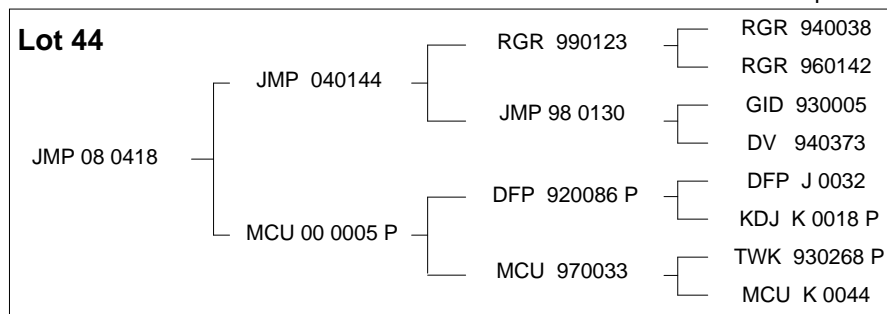 Lot 44
JMP 08 0418
JMP 040144
MCU 00 0005 P
RGR 990123
JMP 98 0130
DFP 920086 P
MCU 970033
RGR 940038
RGR 960142
GID 930005
DV 940373
DFP J 0032
KDJ K 0018 P
TWK 930268 P
MCU K 0044